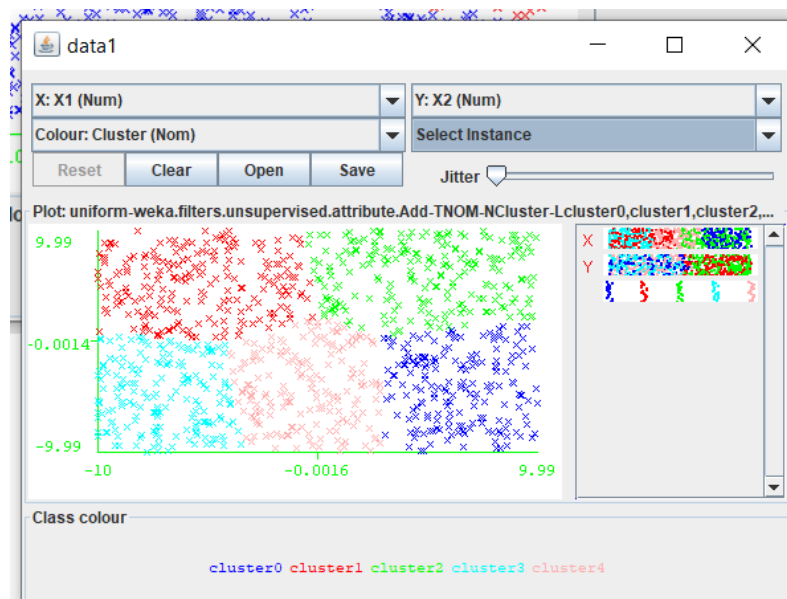 data1
X: X1 (Num)
Y: X2 (Num)
Colour: Cluster (Nom)
Select Instance
Reset
Clear
Open
Save
Jitter
Plot: uniform-weka.filters.unsupervised.attribute.Add-TNOM-NCluster-Lcluster0,cluster1,cluster2,...
9.99
-0.0014
-9.99
-10
-0.0016
9.99
X
Y
Class colour
cluster0 cluster1 cluster2 cluster3 cluster4